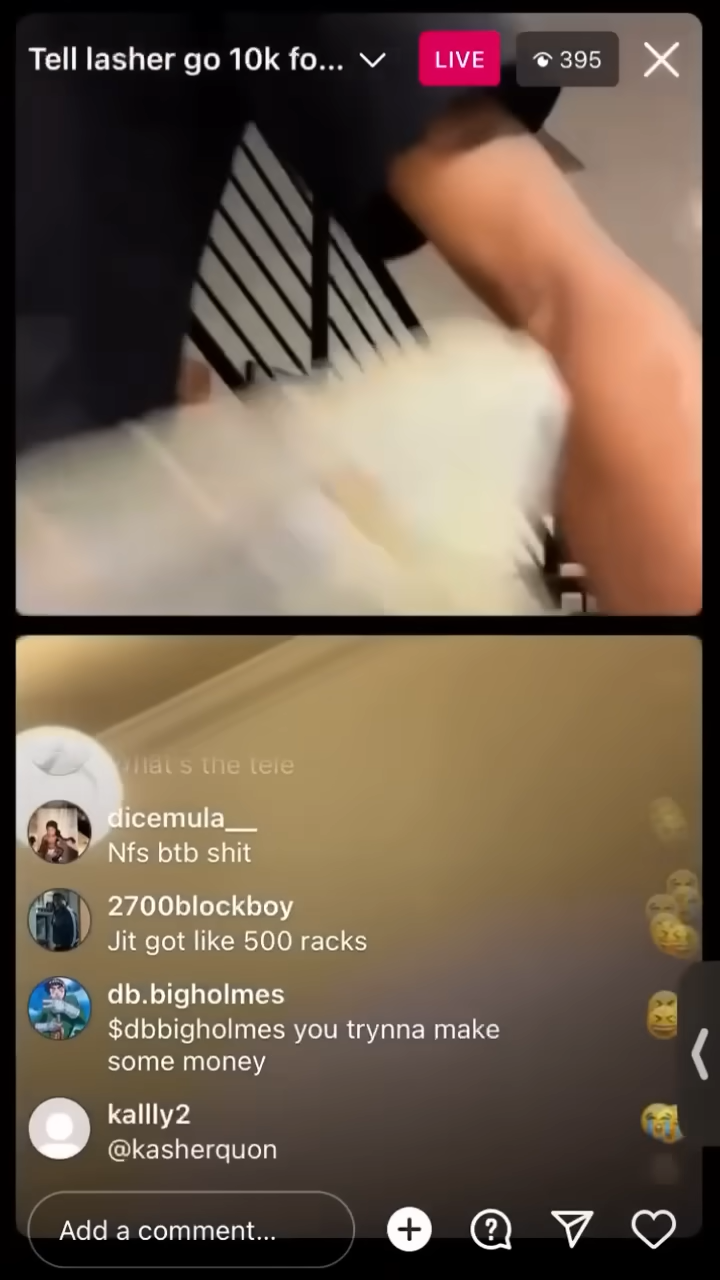 Tell lasher go 10k fo...
LIVE
395
What's the tele
dicemula__
Nfs btb shit
2700blockboy
Jit got like 500 racks
db.bigholmes
$dbbigholmes you trynna make
some money
kallly2
@kasherquon
Add a comment...